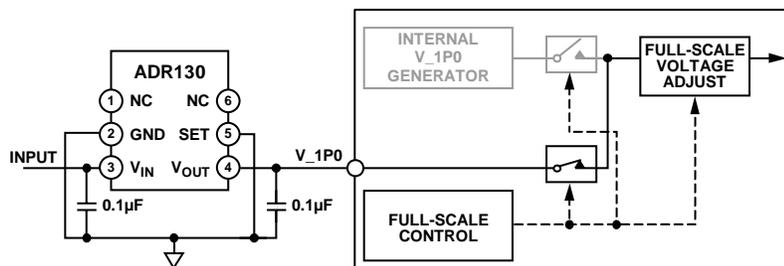 INTERNAL
V_1P0
GENERATOR
FULL-SCALE
VOLTAGE
ADJUST
ADR130
1 NC
NC 6
2 GND
SET 5
INPUT
3 VIN
VOUT 4
V_1P0
0.1µF
0.1µF
FULL-SCALE
CONTROL